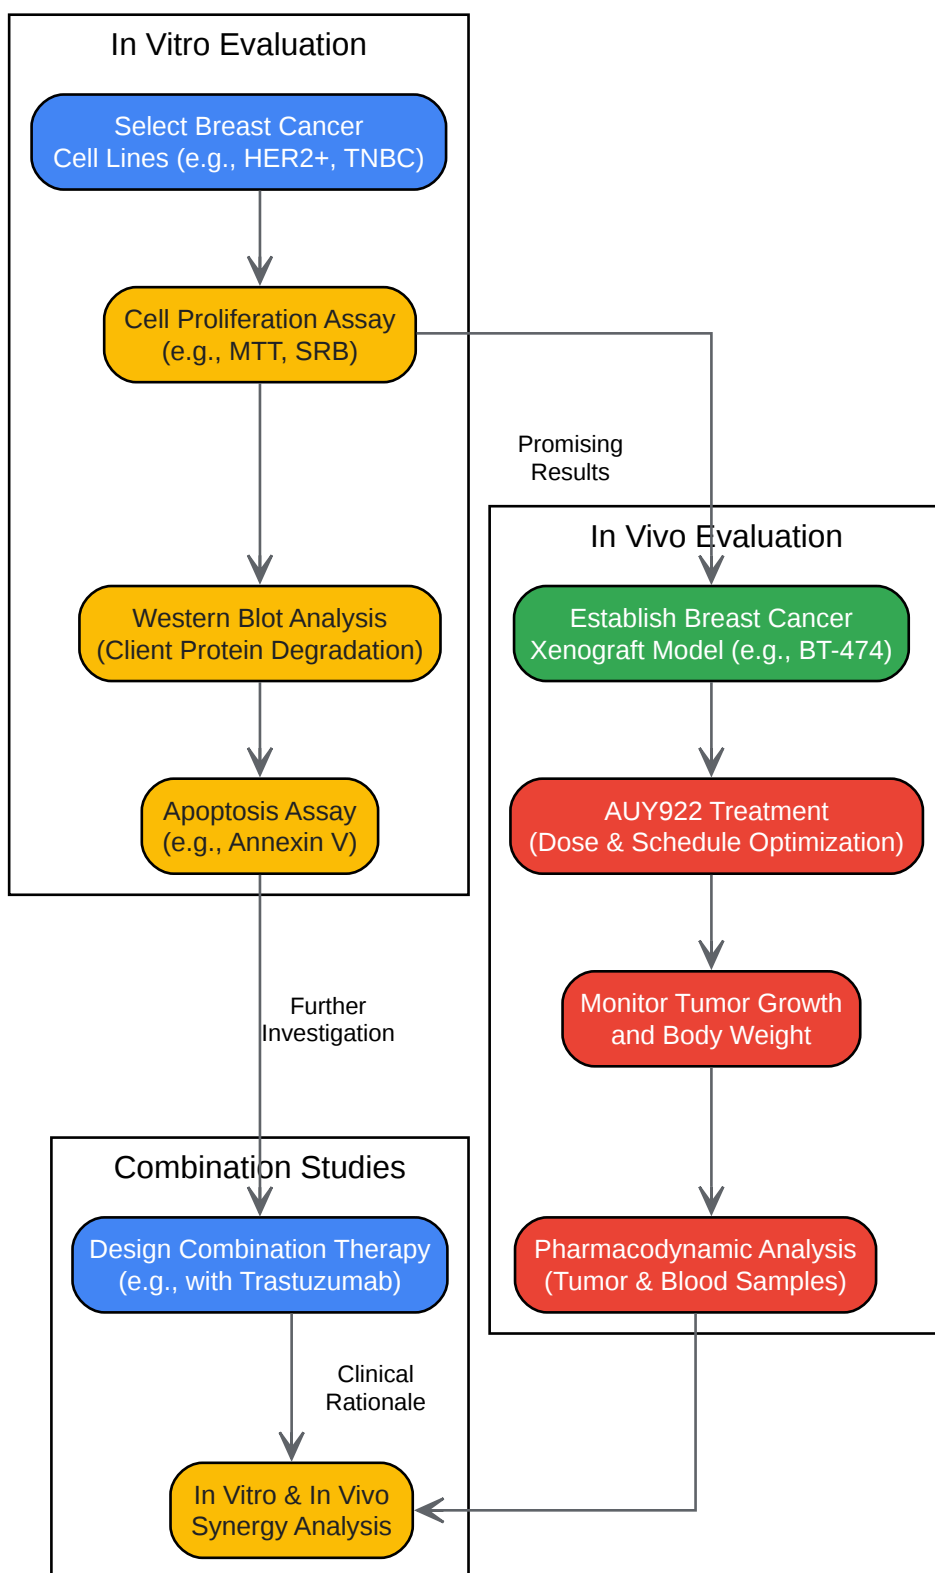 In Vitro Evaluation
Select Breast Cancer
Cell Lines (e.g., HER2+, TNBC)
Cell Proliferation Assay
(e.g., MTT, SRB)
Promising
Results
Western Blot Analysis
(Client Protein Degradation)
Apoptosis Assay
(e.g., Annexin V)
In Vivo Evaluation
Establish Breast Cancer
Xenograft Model (e.g., BT-474)
AUY922 Treatment
(Dose & Schedule Optimization)
Monitor Tumor Growth
and Body Weight
Pharmacodynamic Analysis
(Tumor & Blood Samples)
Further
Investigation
Combination Studies
Design Combination Therapy
(e.g., with Trastuzumab)
Clinical
Rationale
In Vitro & In Vivo
Synergy Analysis